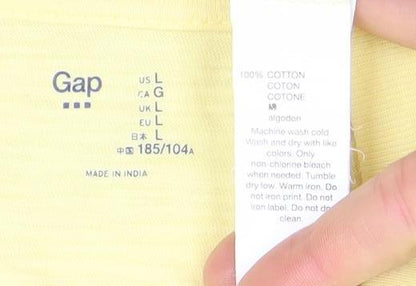 Gap
US L
CA G
UK L
EU L
日本 L
中国 185/104A
MADE IN INDIA
100% COTTON
COTON
COTONE
綿
algodon
Machine wash cold.
Wash and dry with like
colors. Only
non-chlorine bleach
when needed. Tumble
dry low. Warm iron. Do
not iron print. Do not
iron label. Do not dry
clean.